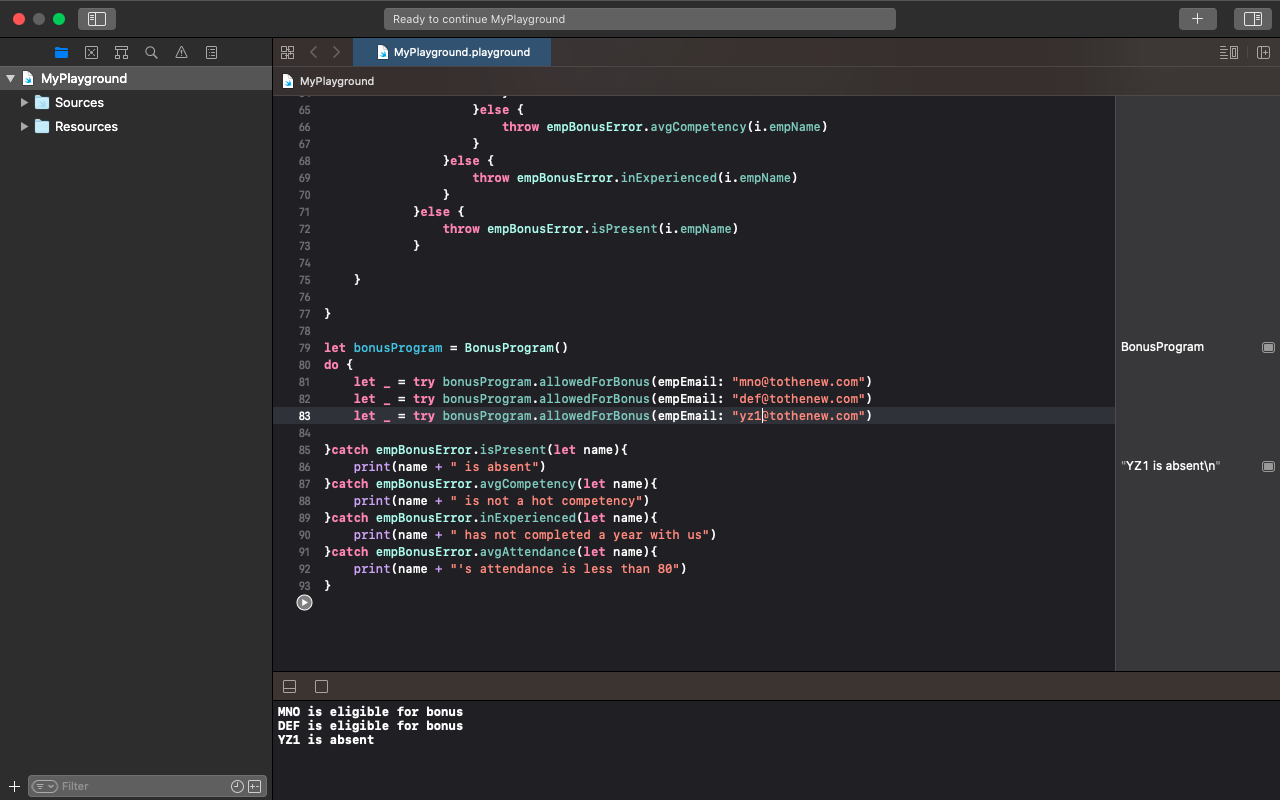 Ready to continue MyPlayground
MyPlayground.playground
MyPlayground
MyPlayground
Sources
Resources
65 }else {
66 throw empBonusError.avgCompetency(i.empName)
67 }
68 }else {
69 throw empBonusError.inExperienced(i.empName)
70 }
71 }else {
72 throw empBonusError.isPresent(i.empName)
73 }
74
75 }
76
77 }
78
79 let bonusProgram = BonusProgram()
BonusProgram
80 do {
81 let _ = try bonusProgram.allowedForBonus(empEmail: "mno@tothenew.com")
82 let _ = try bonusProgram.allowedForBonus(empEmail: "def@tothenew.com")
83 let _ = try bonusProgram.allowedForBonus(empEmail: "yz1@tothenew.com")
84
85 }catch empBonusError.isPresent(let name){
86 print(name + " is absent")
"YZ1 is absent\n"
87 }catch empBonusError.avgCompetency(let name){
88 print(name + " is not a hot competency")
89 }catch empBonusError.inExperienced(let name){
90 print(name + " has not completed a year with us")
91 }catch empBonusError.avgAttendance(let name){
92 print(name + "'s attendance is less than 80")
93 }
MNO is eligible for bonus
DEF is eligible for bonus
YZ1 is absent
Filter